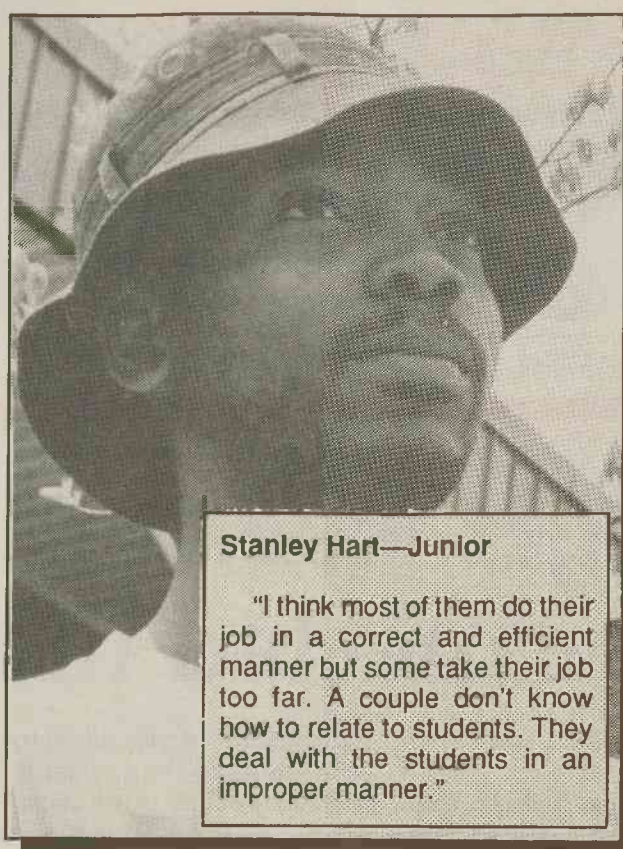 Stanley Hart—Junior
“I think most of them do their
job in a correct and efficient
manner but some take their job
too far. A couple don't know
how to relate to students. They
deal with the students in an
improper manner.”